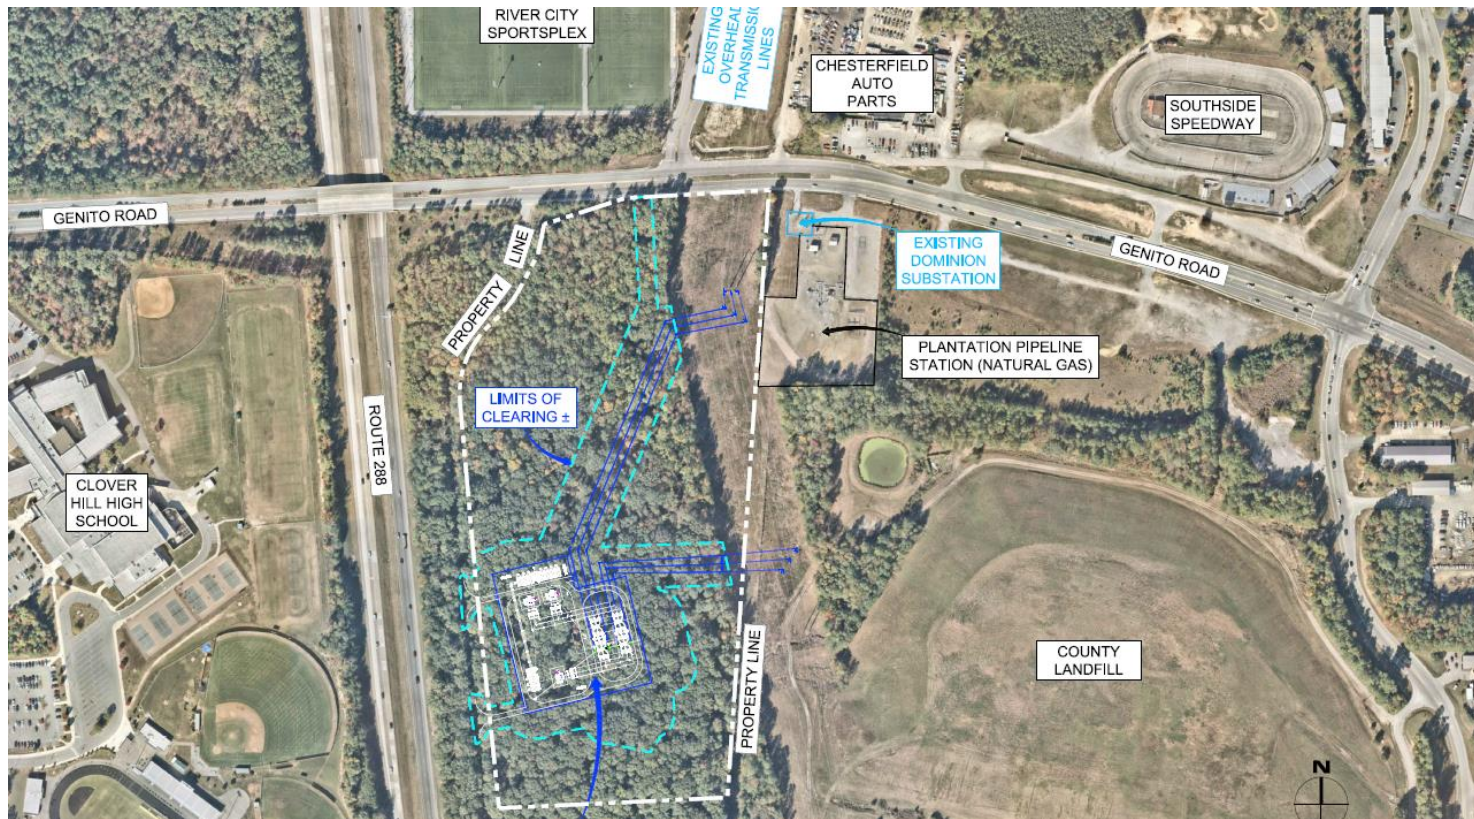 RIVER CITY
SPORTSPLEX
EXISTING
OVERHEAD
TRANSMISSION
LINES
CHESTERFIELD
AUTO
PARTS
SOUTHSIDE
SPEEDWAY
GENITO ROAD
PROPERTY
LINE
EXISTING
DOMINION
SUBSTATION
GENITO ROAD
PLANTATION PIPELINE
STATION (NATURAL GAS)
LIMITS OF
CLEARING ±
ROUTE 288
CLOVER
HILL HIGH
SCHOOL
PROPERTY LINE
COUNTY
LANDFILL
N